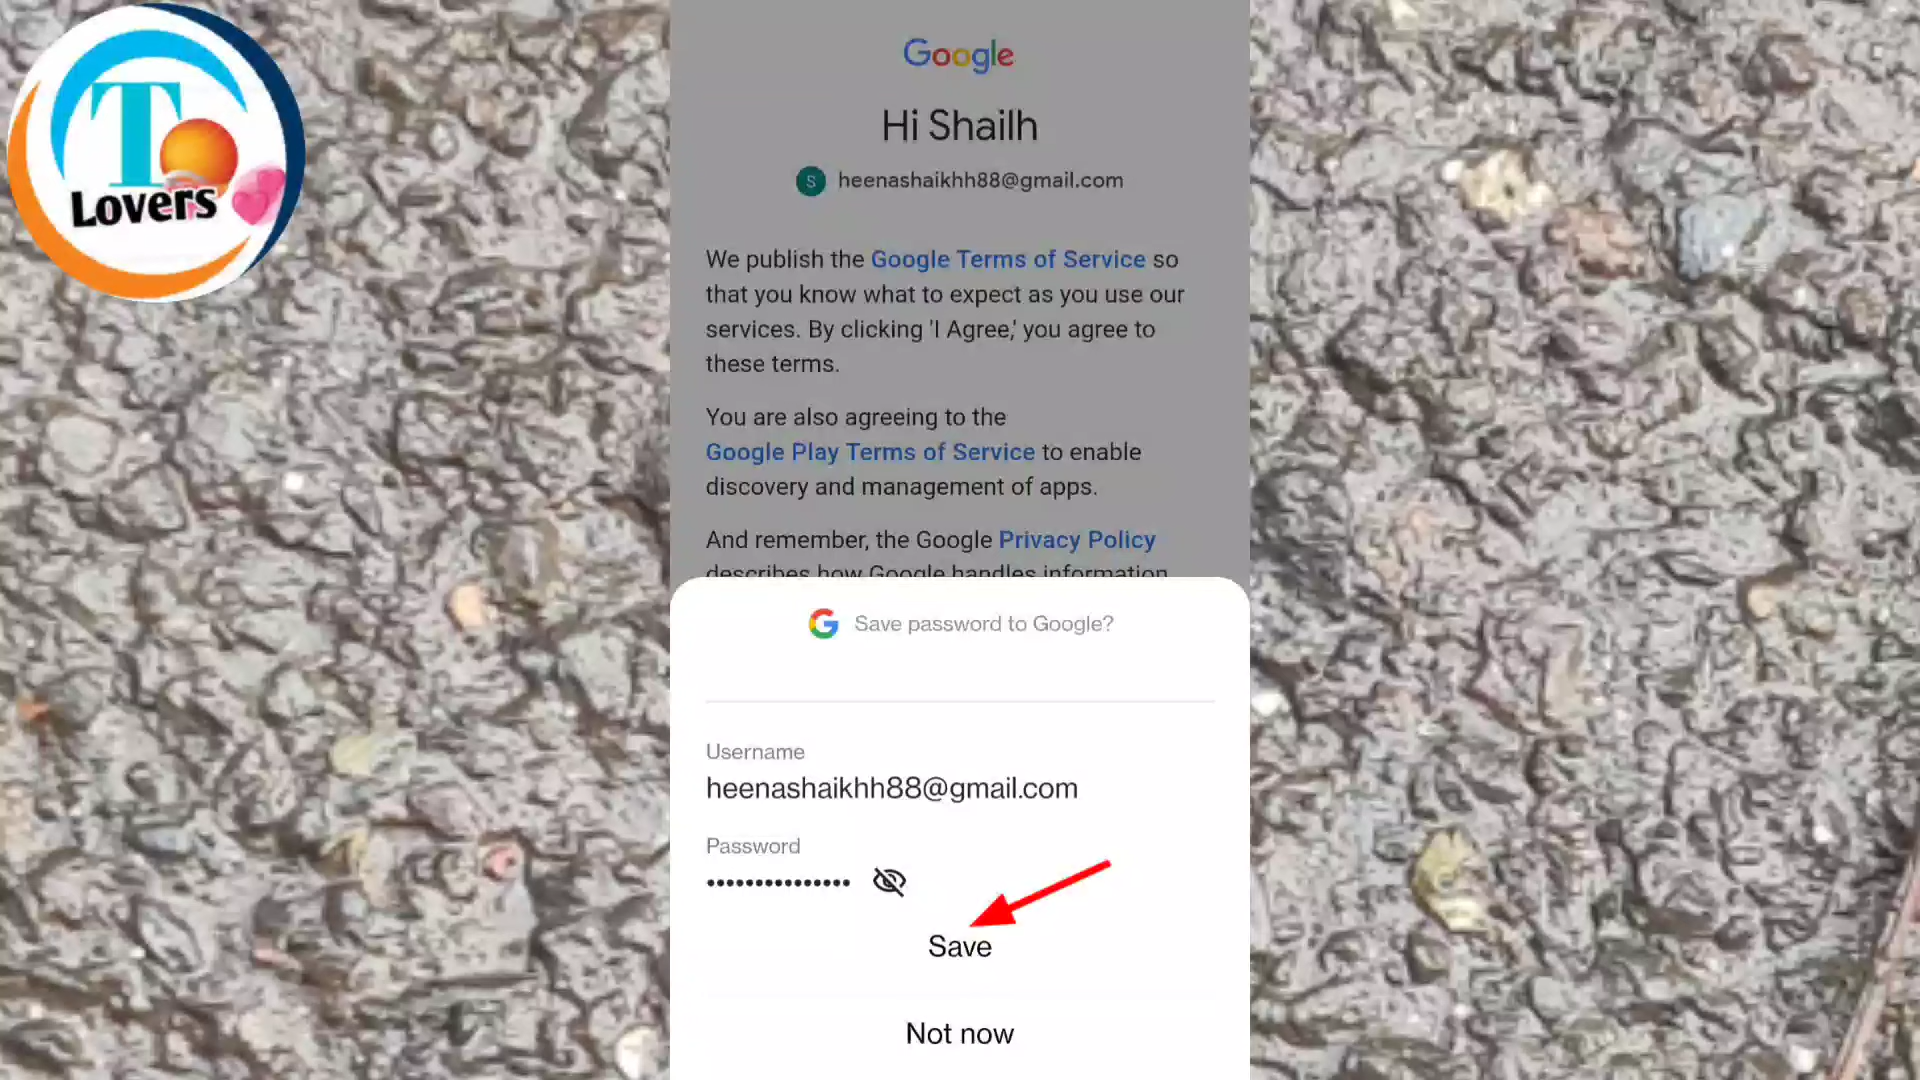 T
Lovers
Google
Hi Shailh
S heenashaikhh88@gmail.com
We publish the Google Terms of Service so
that you know what to expect as you use our
services. By clicking 'I Agree,' you agree to
these terms.
You are also agreeing to the
Google Play Terms of Service to enable
discovery and management of apps.
And remember, the Google Privacy Policy
describes how Google handles information
G Save password to Google?
Username
heenashaikhh88@gmail.com
Password
•••••••••••••••
Save
Not now